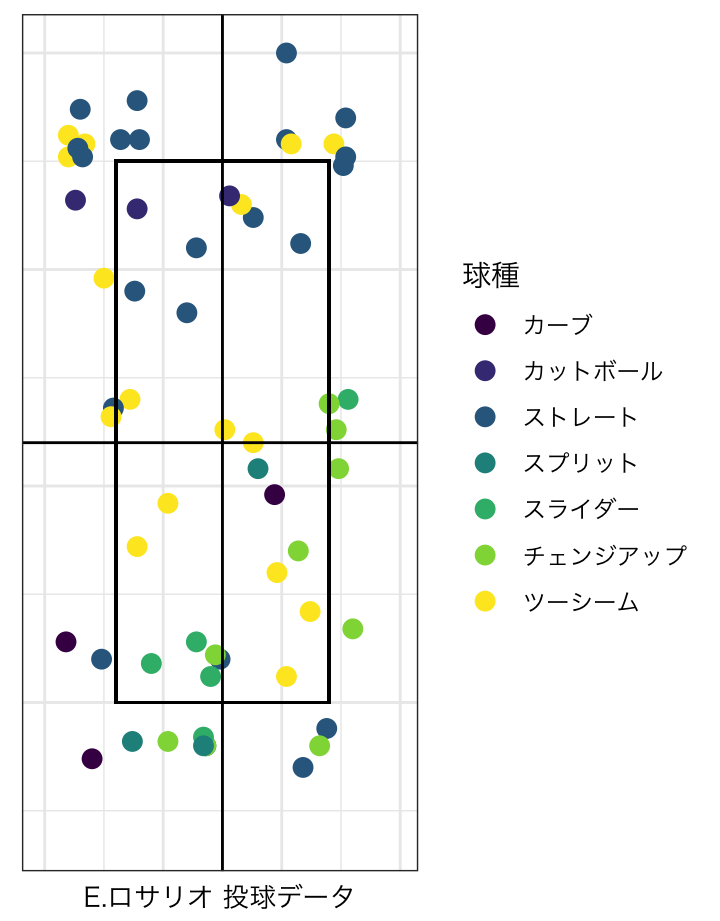 球種
カーブ
カットボール
ストレート
スプリット
スライダー
チェンジアップ
ツーシーム
E.ロサリオ 投球データ